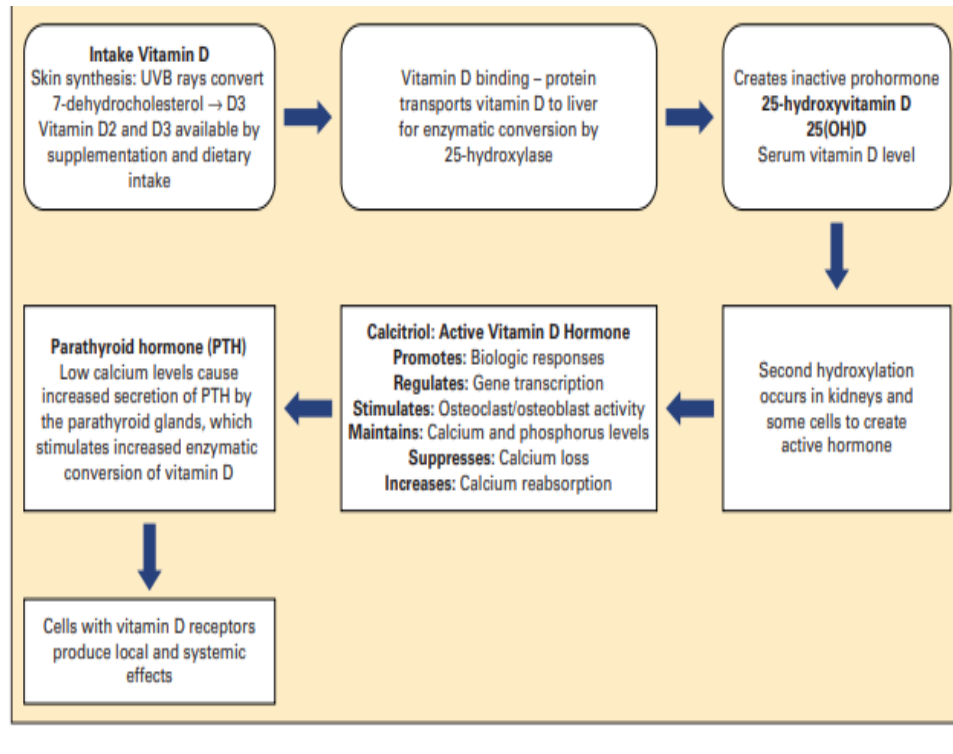 Intake Vitamin D
Skin synthesis: UVB rays convert
7-dehydrocholesterol → D3
Vitamin D2 and D3 available by
supplementation and dietary
intake
Vitamin D binding – protein
transports vitamin D to liver
for enzymatic conversion by
25-hydroxylase
Creates inactive prohormone
25-hydroxyvitamin D
25(OH)D
Serum vitamin D level
Second hydroxylation
occurs in kidneys and
some cells to create
active hormone
Calcitriol: Active Vitamin D Hormone
Promotes: Biologic responses
Regulates: Gene transcription
Stimulates: Osteoclast/osteoblast activity
Maintains: Calcium and phosphorus levels
Suppresses: Calcium loss
Increases: Calcium reabsorption
Parathyroid hormone (PTH)
Low calcium levels cause
increased secretion of PTH by
the parathyroid glands, which
stimulates increased enzymatic
conversion of vitamin D
Cells with vitamin D receptors
produce local and systemic
effects